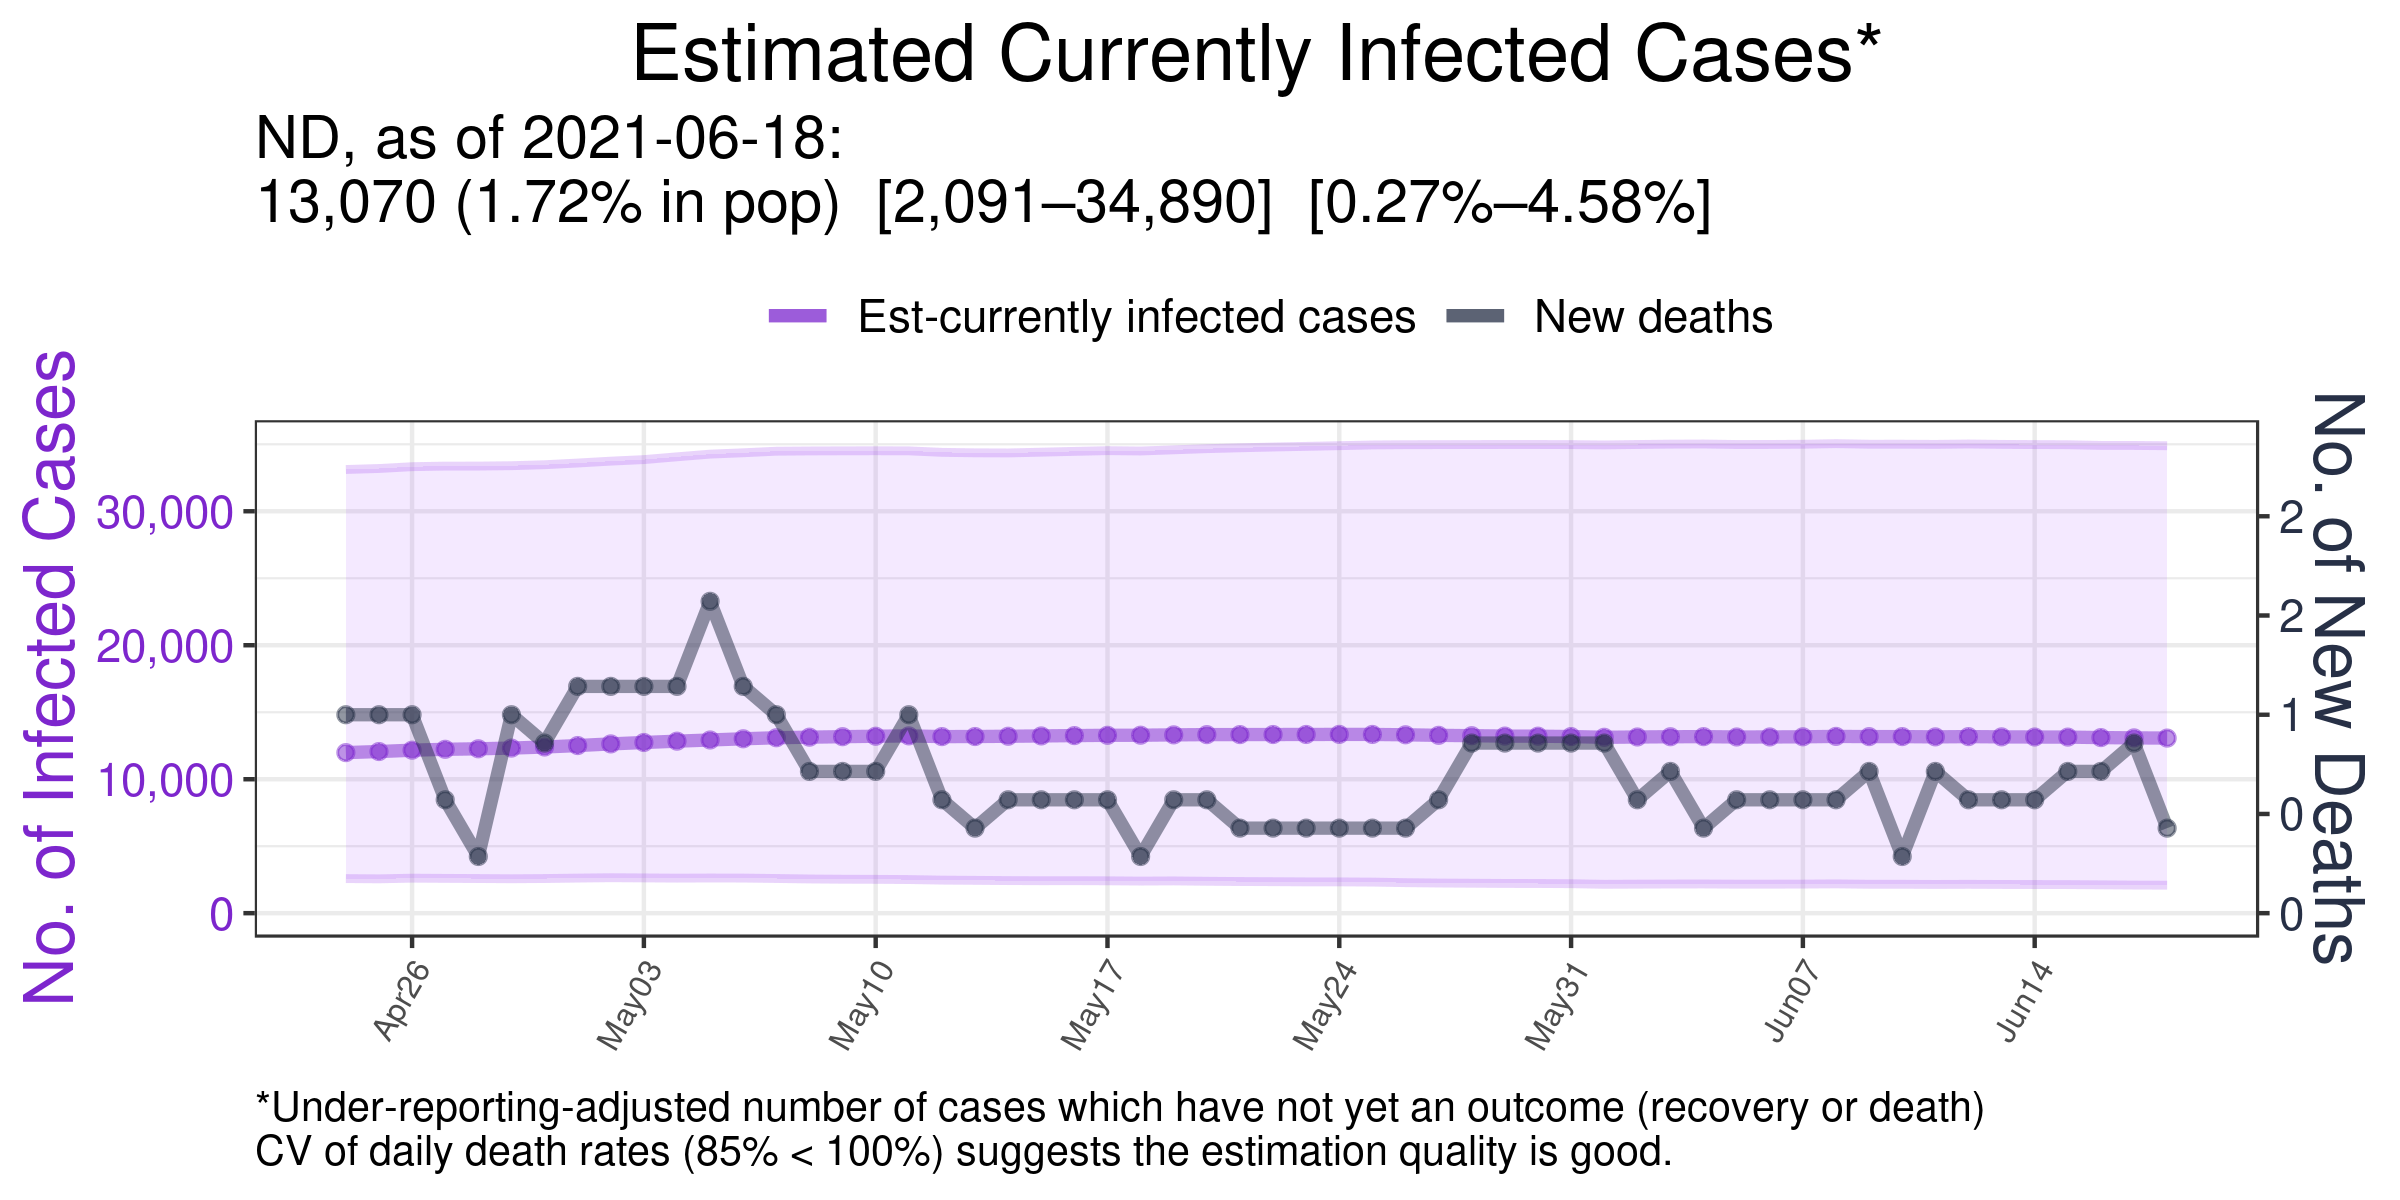 Estimated Currently Infected Cases*
ND, as of 2021-06-18:
13,070 (1.72% in pop)  [2,091–34,890]  [0.27%–4.58%]
Est-currently infected cases
New deaths
No. of Infected Cases
30,000
20,000
10,000
0
2
2
1
0
0
No. of New Deaths
Apr26
May03
May10
May17
May24
May31
Jun07
Jun14
*Under-reporting-adjusted number of cases which have not yet an outcome (recovery or death)
CV of daily death rates (85% < 100%) suggests the estimation quality is good.